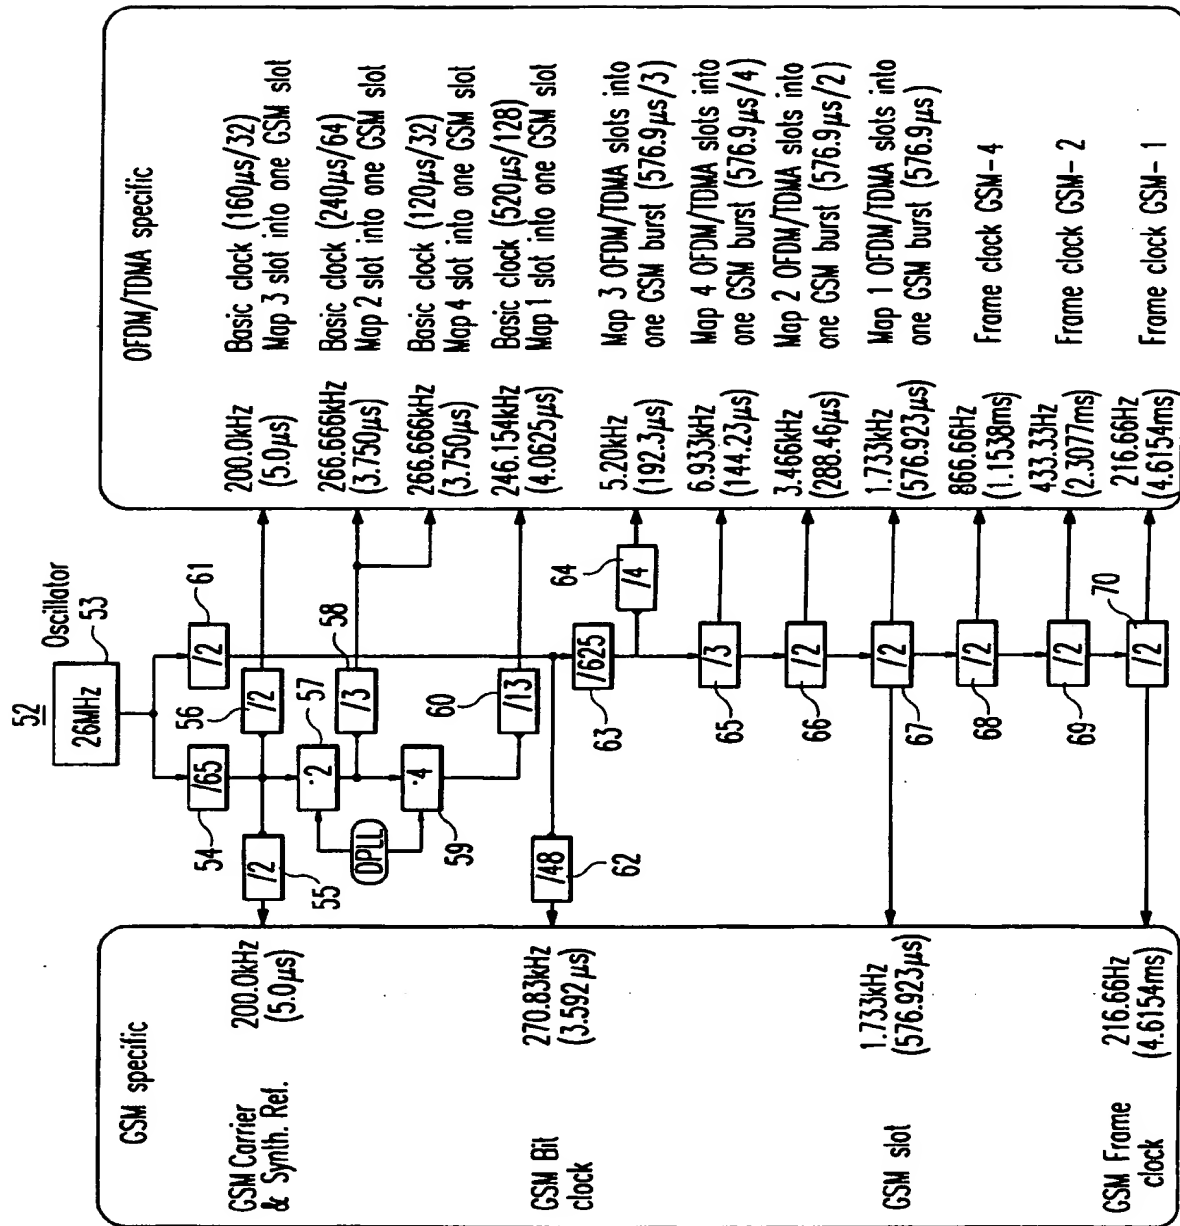 52
Oscillator
53
26MHz
61
/2
/65
54
/2
55
/2
56
57
·2
58
/3
DPLL
·4
59
60
/13
/48
62
/625
63
64
/4
/3
65
/2
66
/2
67
/2
68
/2
69
70
/2
GSM specific
GSM Carrier
& Synth. Ref.
200.0kHz
(5.0µs)
GSM Bit
clock
270.83kHz
(3.592µs)
GSM slot
1.733kHz
(576.923µs)
GSM Frame
clock
216.66Hz
(4.6154ms)
OFDM/TDMA specific
200.0kHz
(5.0µs)
Basic clock (160µs/32)
Map 3 slot into one GSM slot
266.666kHz
(3.750µs)
Basic clock (240µs/64)
Map 2 slot into one GSM slot
266.666kHz
(3.750µs)
Basic clock (120µs/32)
Map 4 slot into one GSM slot
246.154kHz
(4.0625µs)
Basic clock (520µs/128)
Map 1 slot into one GSM slot
5.20kHz
(192.3µs)
Map 3 OFDM/TDMA slots into
one GSM burst (576.9µs/3)
6.933kHz
(144.23µs)
Map 4 OFDM/TDMA slots into
one GSM burst (576.9µs/4)
3.466kHz
(288.46µs)
Map 2 OFDM/TDMA slots into
one GSM burst (576.9µs/2)
1.733kHz
(576.923µs)
Map 1 OFDM/TDMA slots into
one GSM burst (576.9µs)
866.66Hz
(1.1538ms)
Frame clock GSM-4
433.33Hz
(2.3077ms)
Frame clock GSM-2
216.66Hz
(4.6154ms)
Frame clock GSM-1